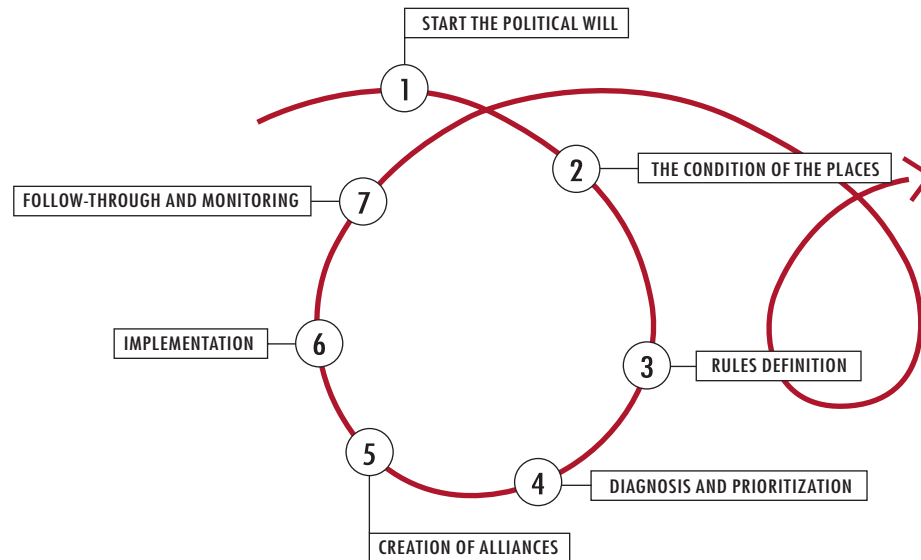 START THE POLITICAL WILL
1
2
THE CONDITION OF THE PLACES
3
RULES DEFINITION
4
DIAGNOSIS AND PRIORITIZATION
5
CREATION OF ALLIANCES
6
IMPLEMENTATION
7
FOLLOW-THROUGH AND MONITORING